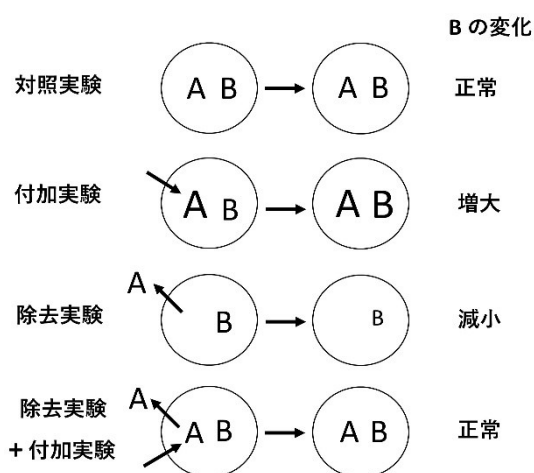 B の変化
対照実験 A B A B 正常
付加実験 A B A B 増大
A
除去実験 B B 減小
A
除去実験 A B A B 正常
+ 付加実験